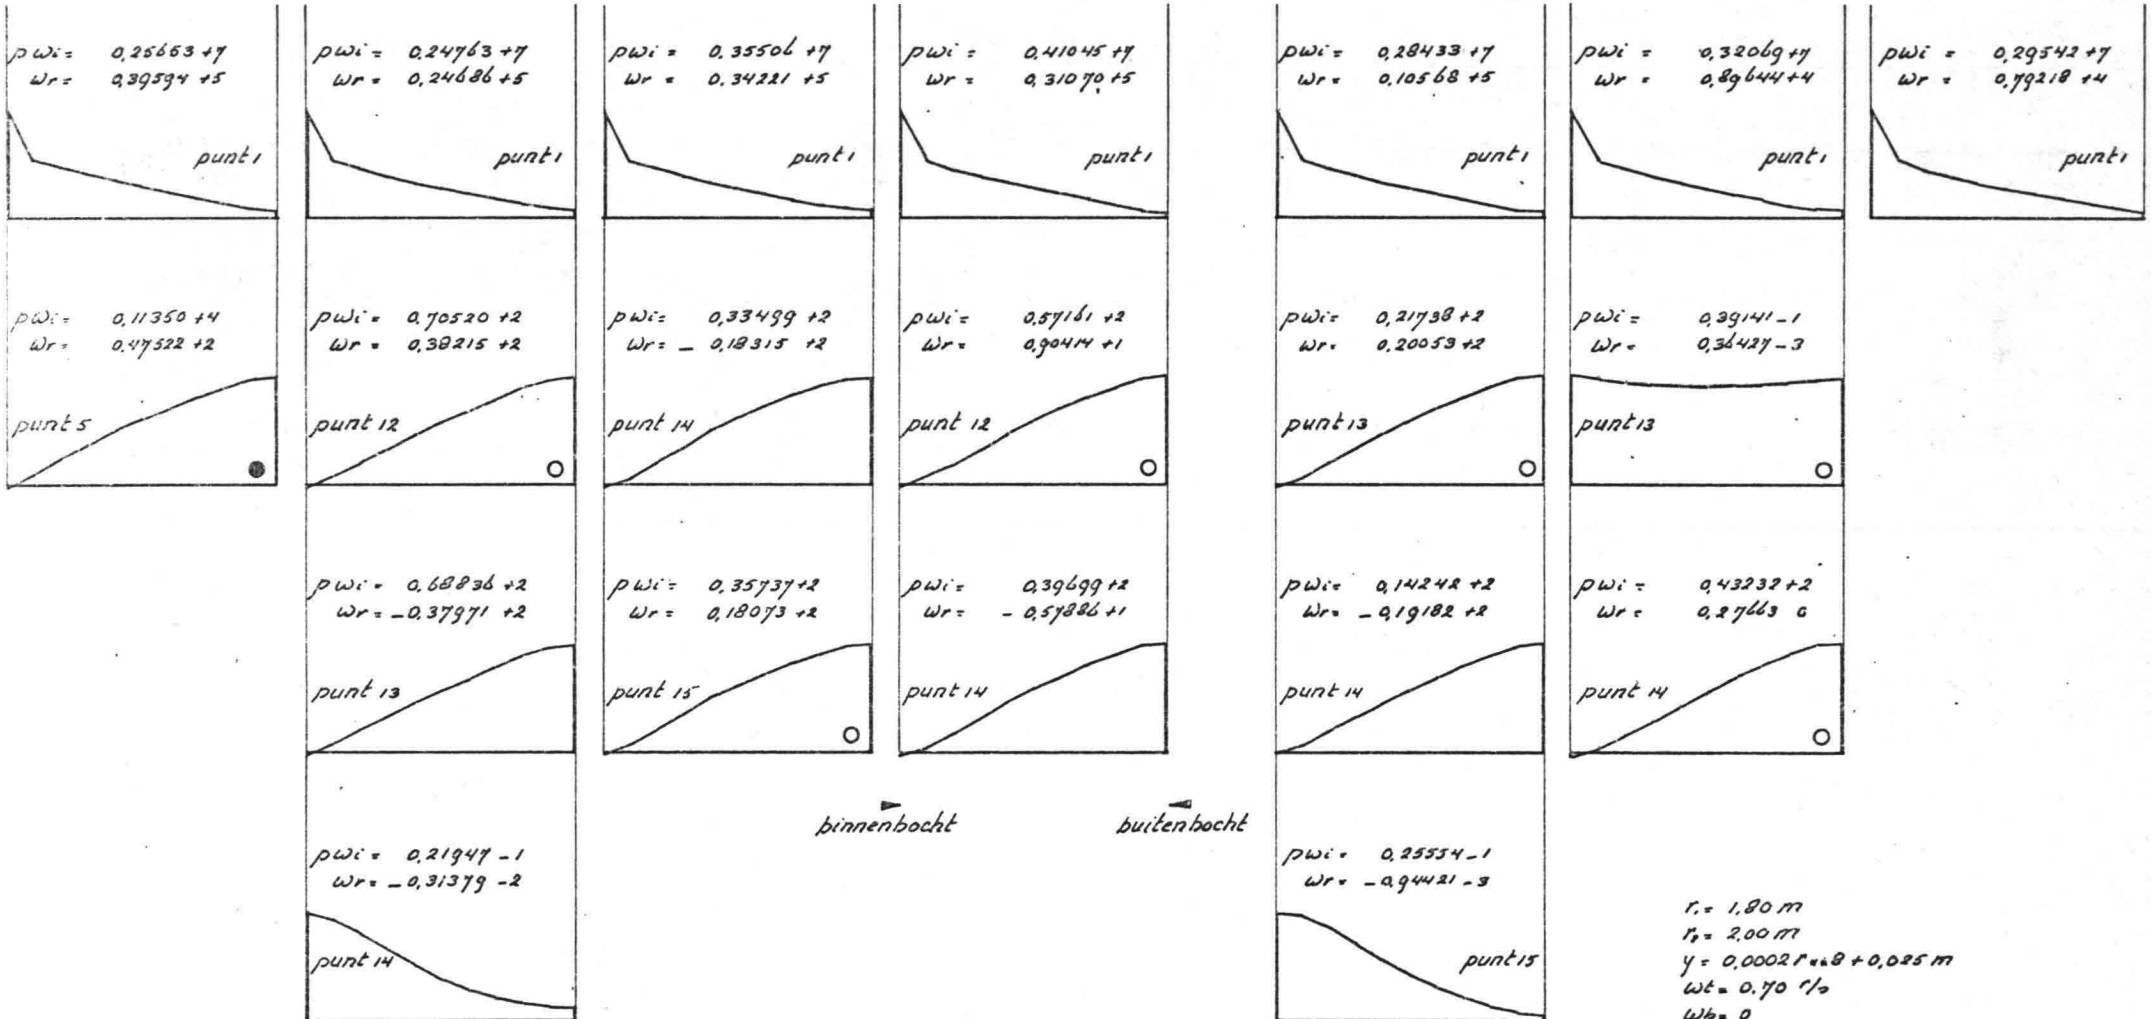 pωi = 0,25653 +7
ωr = 0,39594 +5
punt 1
pωi = 0,24763 +7
ωr = 0,24686 +5
punt 1
pωi = 0,35506 +7
ωr = 0,34221 +5
punt 1
pωi = 0,41045 +7
ωr = 0,31070 +5
punt 1
pωi = 0,28433 +7
ωr = 0,10568 +5
punt 1
pωi = 0,32069 +7
ωr = 0,89644 +4
punt 1
pωi = 0,29542 +7
ωr = 0,79218 +4
punt 1
pωi = 0,11350 +4
ωr = 0,47522 +2
punt 5
pωi = 0,70520 +2
ωr = 0,38215 +2
punt 12
pωi = 0,33499 +2
ωr = - 0,18315 +2
punt 14
pωi = 0,57161 +2
ωr = 0,90414 +1
punt 12
pωi = 0,21738 +2
ωr = 0,20053 +2
punt 13
pωi = 0,39141 -1
ωr = 0,36427 -3
punt 13
pωi = 0,68836 +2
ωr = -0,37971 +2
punt 13
pωi = 0,35737 +2
ωr = 0,18073 +2
punt 15
pωi = 0,39699 +2
ωr = - 0,57886 +1
punt 14
pωi = 0,14242 +2
ωr = -0,19182 +2
punt 14
pωi = 0,43232 +2
ωr = 0,27663 0
punt 14
binnenbocht
buitenbocht
pωi = 0,21947 -1
ωr = -0,31379 -2
punt 14
pωi = 0,25554 -1
ωr = -0,94421 -3
punt 15
r1= 1,80 m
= 2,00 m
y = 0,0002 r**8 + 0,025 m
ωt = 0.70 r/s
ωb = 0